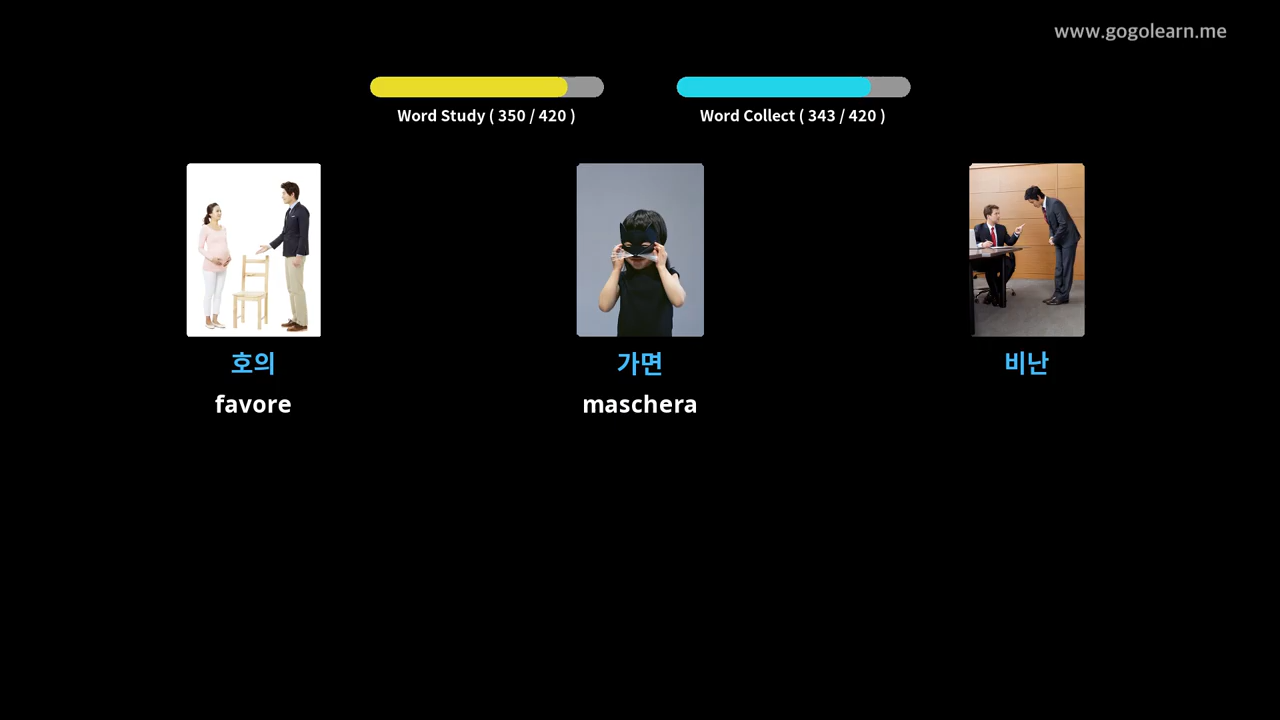 www.gogolearn.me
Word Study ( 350 / 420 )
Word Collect ( 343 / 420 )
호의
가면
비난
favore
maschera